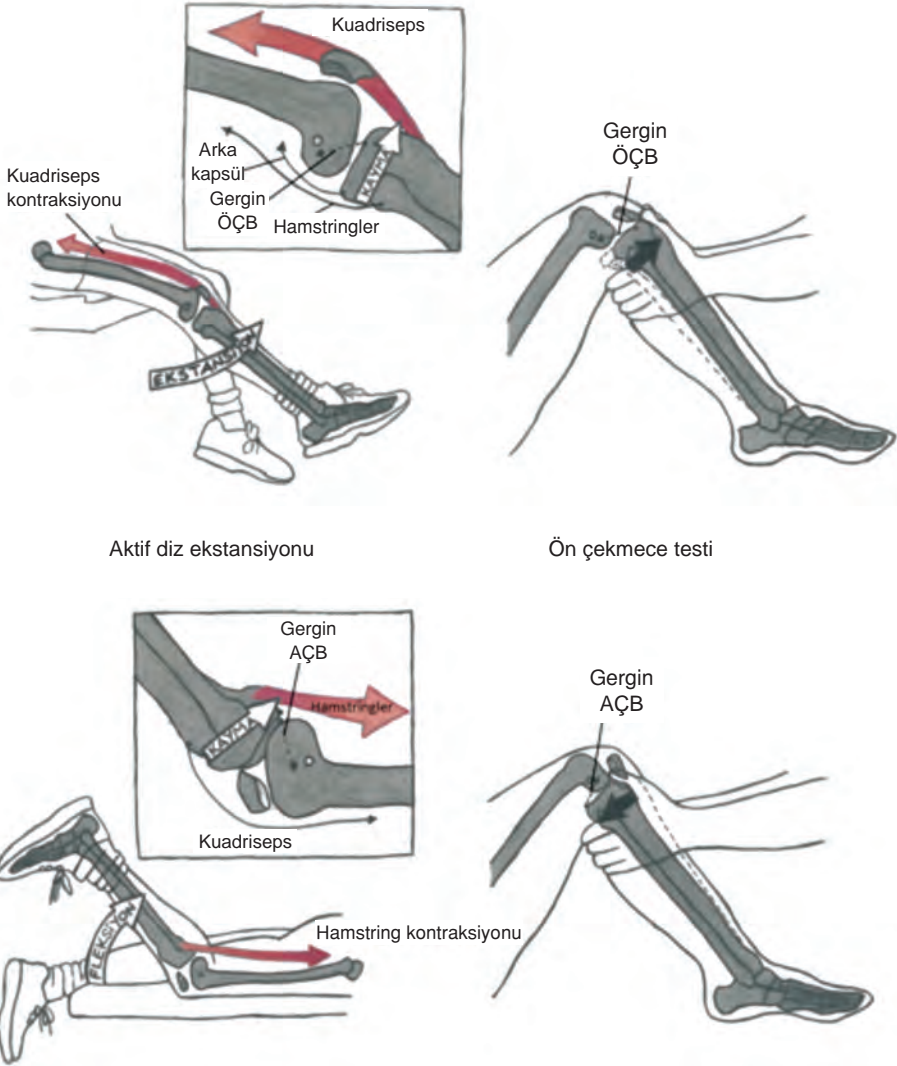 Kuadriseps
Arka
kapsül
Gergin
ÖÇB
Hamstringler
KAYMA
Kuadriseps
kontraksiyonu
EKSTANSİYON
Gergin
ÖÇB
Aktif diz ekstansiyonu
Ön çekmece testi
Gergin
AÇB
Hamstringler
KAYMA
Kuadriseps
Gergin
AÇB
FLEKSİYON
Hamstring kontraksiyonu